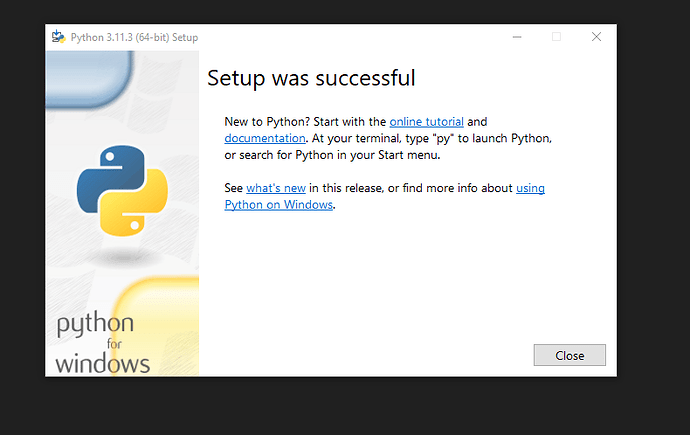 Python 3.11.3 (64-bit) Setup
Setup was successful
New to Python? Start with the online tutorial and
documentation. At your terminal, type "py" to launch Python,
or search for Python in your Start menu.
See what's new in this release, or find more info about using
Python on Windows.
python
for
windows
Close